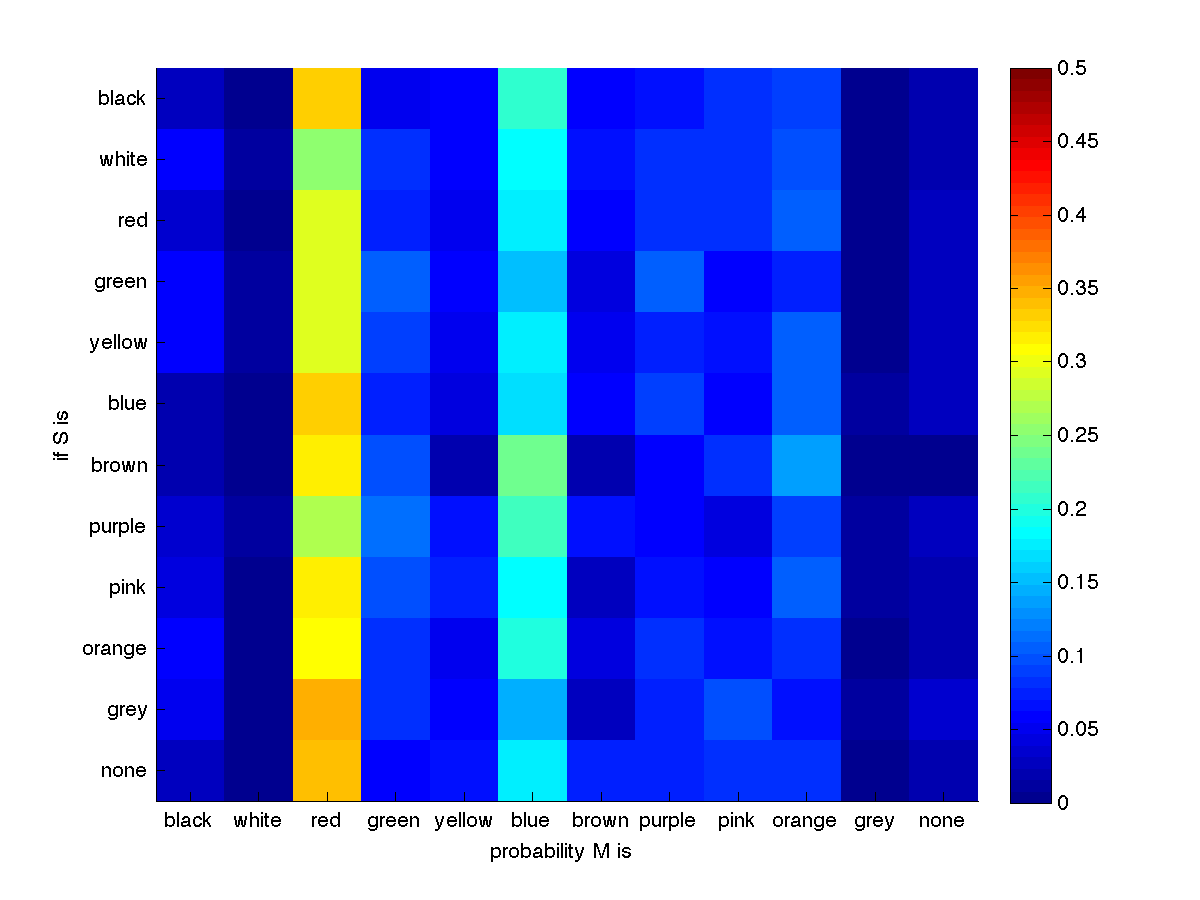 black
white
red
green
yellow
blue
brown
purple
pink
orange
grey
none
if S is
black white red green yellow blue brown purple pink orange grey none
probability M is
0.5
0.45
0.4
0.35
0.3
0.25
0.2
0.15
0.1
0.05
0